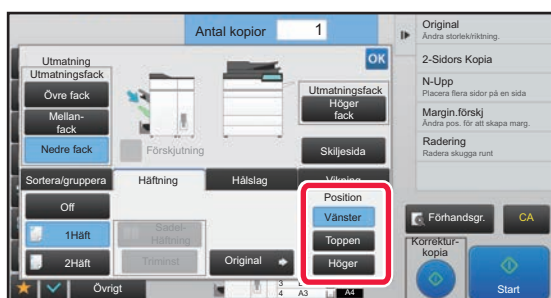 Antal kopior 1
Utmatning
OK
Utmatningsfack
Övre fack
Mellan-
fack
Nedre fack
Förskjutning
Utmatningsfack
Höger
fack
Skiljesida
Sortera/gruppera
Häftning
Hålslag
Vikning
Off
1Häft
2Häft
Sadel-
Häftning
Triminst
Original
Position
Vänster
Toppen
Höger
Övrigt
3
4 A3
A4
Original
Ändra storlek/riktning.
2-Sidors Kopia
N-Upp
Placera flera sidor på en sida
Margin.förskj
Ändra pos. för att skapa marg.
Radering
Radera skugga runt
Förhandsgr.
CA
Korrektur-
kopia
Start